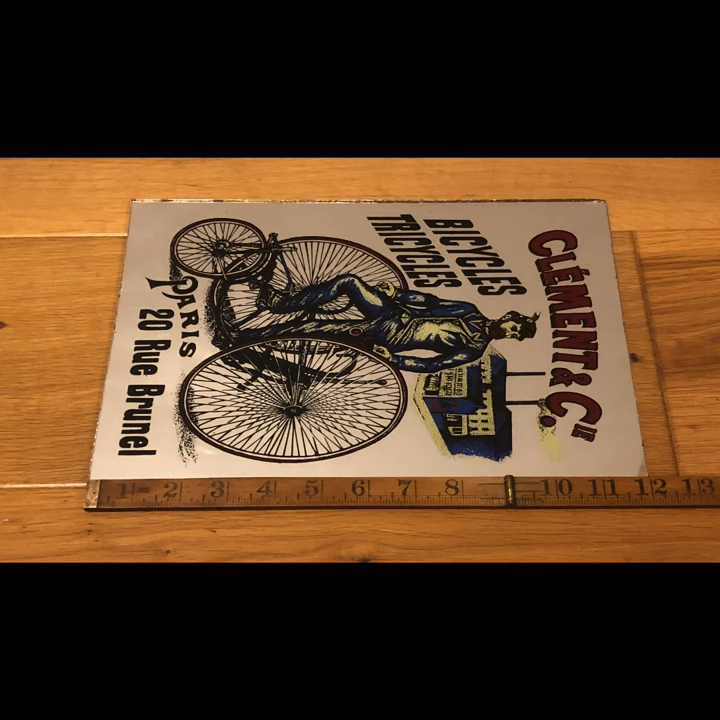 CLÉMENT & C.IE
BICYCLES
TRICYCLES
PARIS
20 Rue Brunel
1 2 3 4 5 6 7 8 10 11 12 13